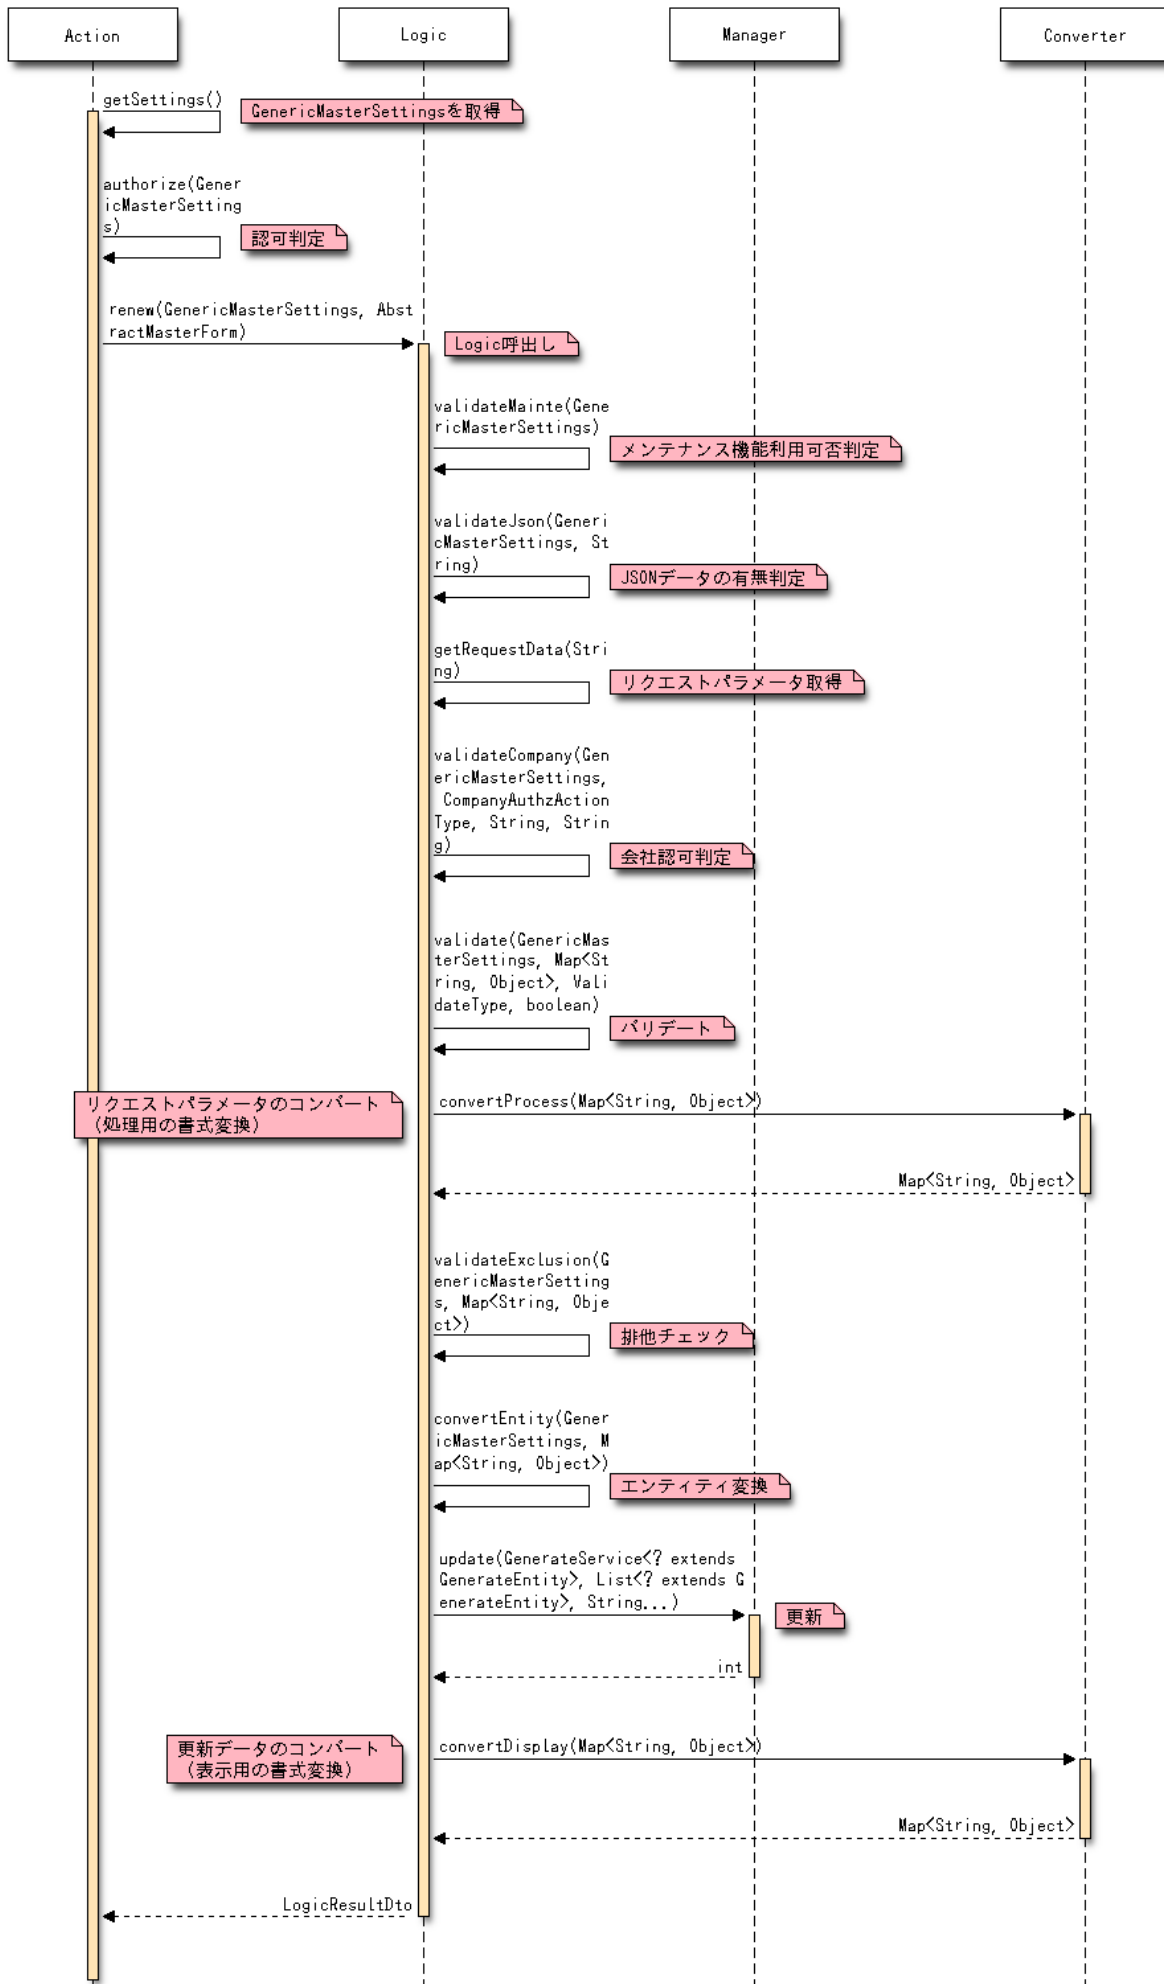 Action
Logic
Manager
Converter
getSettings()
GenericMasterSettingsを取得
authorize(Gener
icMasterSetting
s)
認可判定
renew(GenericMasterSettings, Abst
ractMasterForm)
Logic呼出し
validateMainte(Gene
ricMasterSettings)
メンテナンス機能利用可否判定
validateJson(Generi
cMasterSettings, St
ring)
JSONデータの有無判定
getRequestData(Stri
ng)
リクエストパラメータ取得
validateCompany(Gen
ericMasterSettings,
CompanyAuthzAction
Type, String, Strin
g)
会社認可判定
validate(GenericMas
terSettings, Map<St
ring, Object>, Vali
dateType, boolean)
バリデート
リクエストパラメータのコンバート
（処理用の書式変換）
convertProcess(Map<String, Object>)
Map<String, Object>
validateExclusion(G
enericMasterSetting
s, Map<String, Obje
ct>)
排他チェック
convertEntity(Gener
icMasterSettings, M
ap<String, Object>)
エンティティ変換
update(GenerateService<? extends
GenerateEntity>, List<? extends G
enerateEntity>, String...)
更新
int
更新データのコンバート
（表示用の書式変換）
convertDisplay(Map<String, Object>)
Map<String, Object>
LogicResultDto